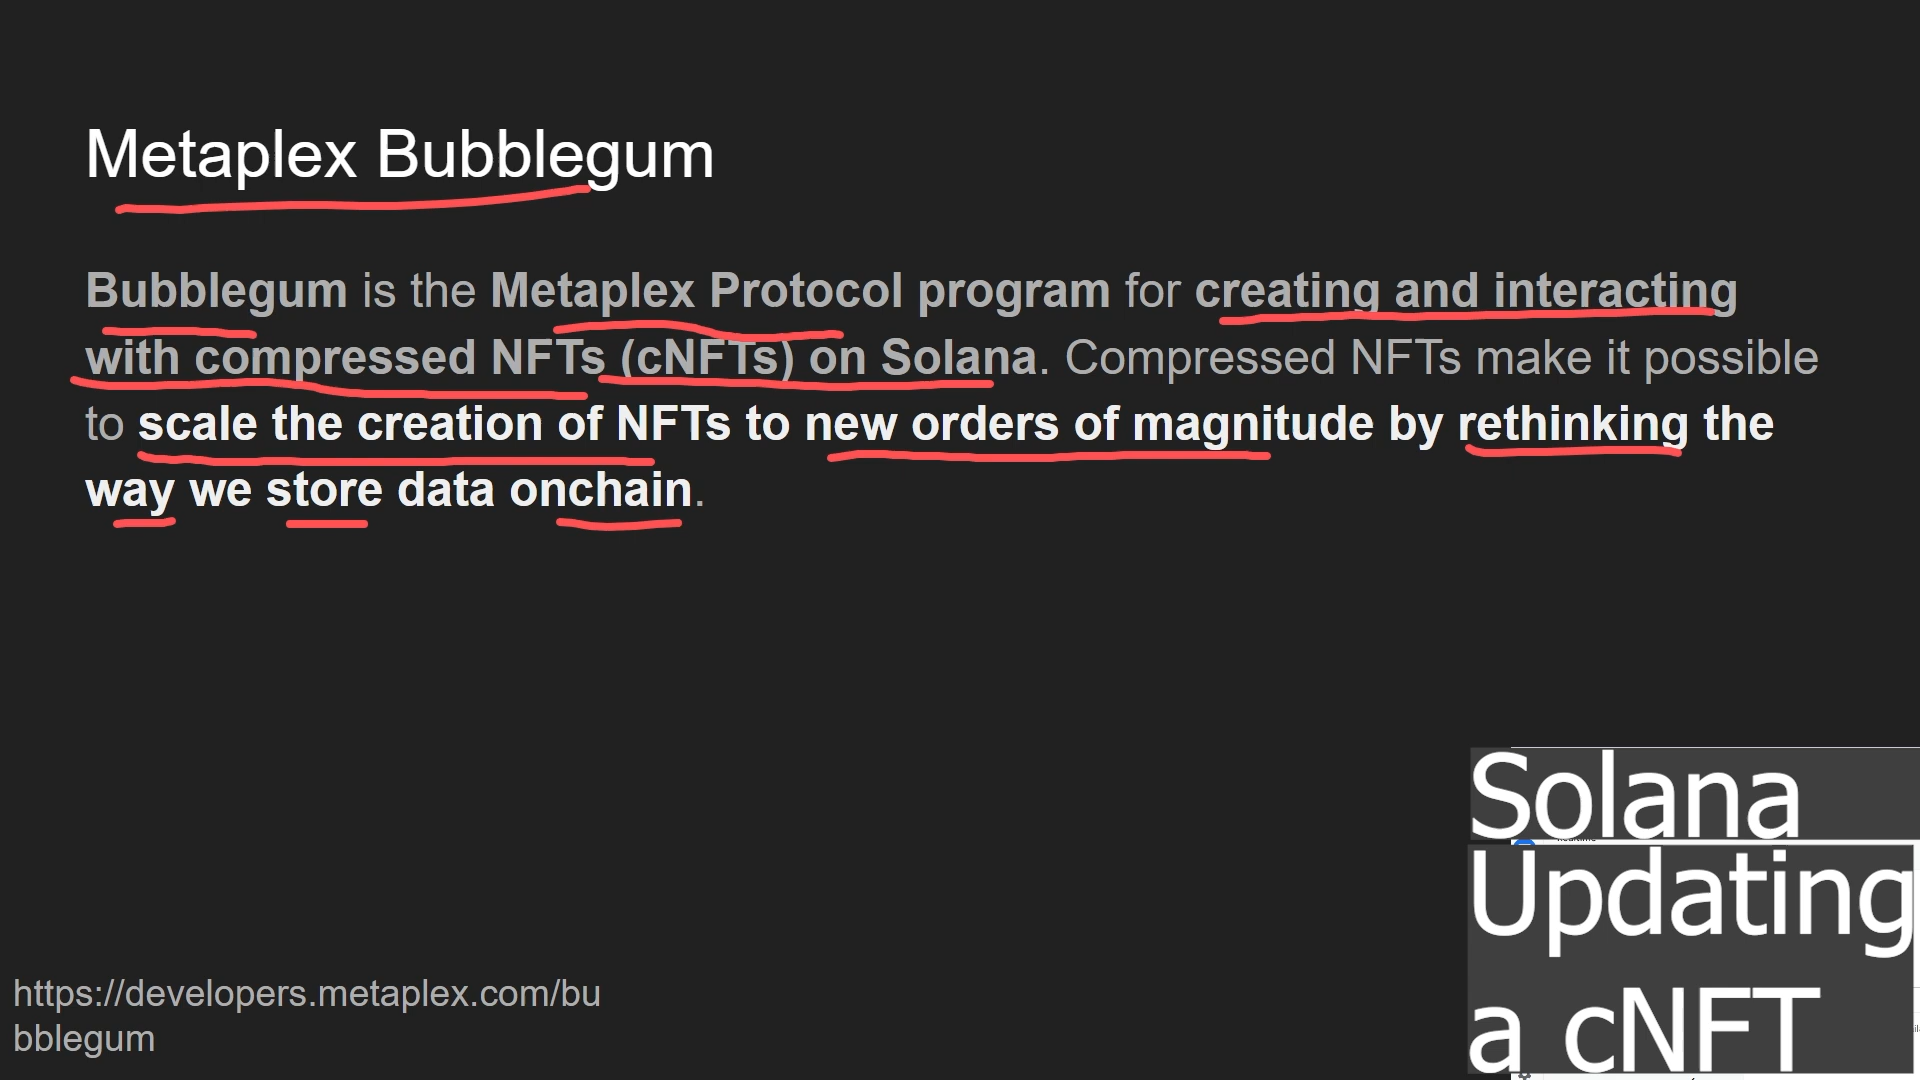 Metaplex Bubblegum
Bubblegum is the Metaplex Protocol program for creating and interacting
with compressed NFTs (cNFTs) on Solana. Compressed NFTs make it possible
to scale the creation of NFTs to new orders of magnitude by rethinking the
way we store data onchain.
https://developers.metaplex.com/bu
bblegum
Solana
Updating
a cNFT